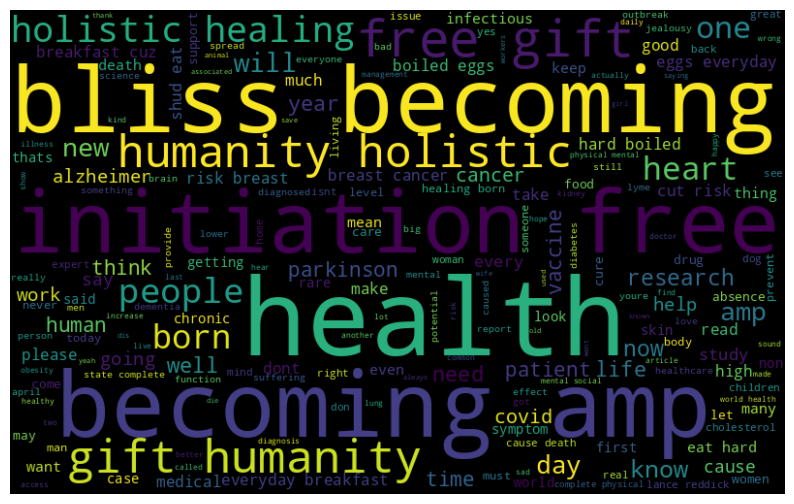 holistic healing
free gift
infectious
issue
thank
outbreak
daily
great
yes
jealousy
wrong
one
back
good
breakfast cuz
death
spread
animal
science
associated
support
shud eat
will
boiled eggs
bad
workers
keep
eggs everyday
everyone
management
actually
saying
girl
bliss becoming
much
year
kind
save
living
new
thats
illness
humanity holistic
hard boiled
physical mental
happy
still
heart
see
show
alzheimer
brain
risk breast
breast cancer
cancer
something
diagnosed
isnt
level
healing born
food
lyme
cut risk
thing
take
kidney
initiation free
home
lower
provide
mean
care
big
hope
someone
vaccine
diabetes
doctor
expert
getting
woman
every
drug
dog
prevent
really
think
say
last
hear
parkinson
rare
mental
wife
used
cure
research
work
said
never
people
make
caused
youre
find
help
absence
amp
health
increase
dementia
chronic
lot
another
potential
risk
report
old
known
look
skin
love
read
human
today
born
men
person
dis
live
now
body
please
going
well
yeah
suffering
mind
dont
even
right
need
common
patient
life
article
study
high
non
healthcare
made
obesity
come
state complete
function
always
effect
mental social
children
world health
april
healthy
two
die
lung
don
got
covid
let
many
becoming amp
may
man
diagnosis
symptom
cause death
first
cholesterol
eat hard
want
case
gift humanity
better
called
access
medical
everyday breakfast
time
must
sad
day
world
real
know
cause
women
complete physical
lance reddick